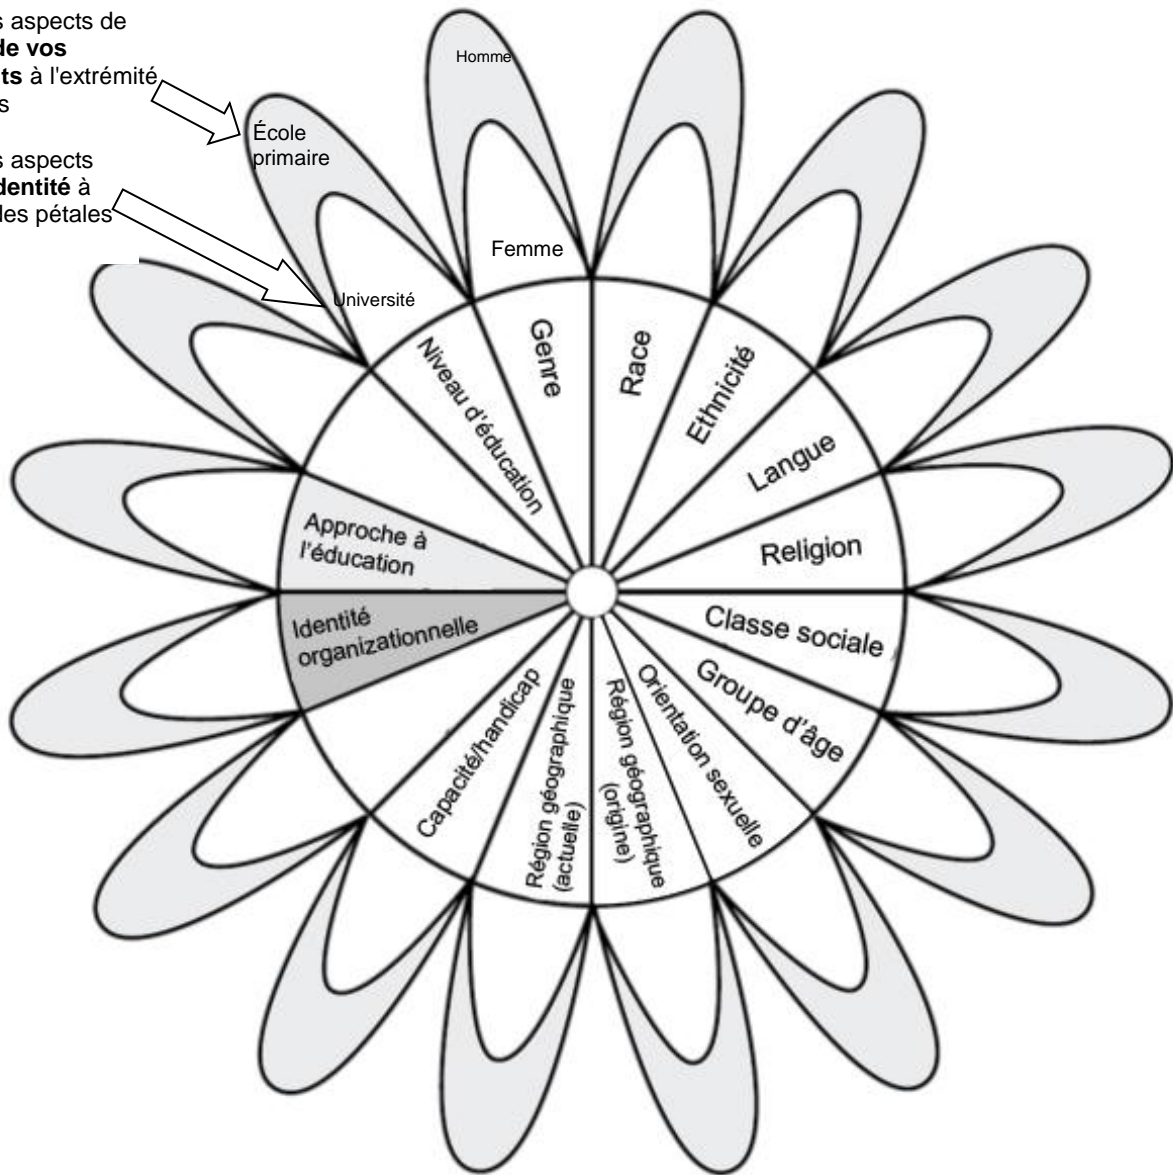 s aspects de
de vos
ts à l'extrémité
s
s aspects
dentité à
des pétales
École
primaire
Université
Homme
Femme
Niveau d'éducation
Genre
Race
Ethnicité
Langue
Religion
Classe sociale
Groupe d'âge
Orientation sexuelle
Région géographique
(origine)
Région géographique
(actuelle)
Capacité/handicap
Identité
organizationnelle
Approche à
l'éducation